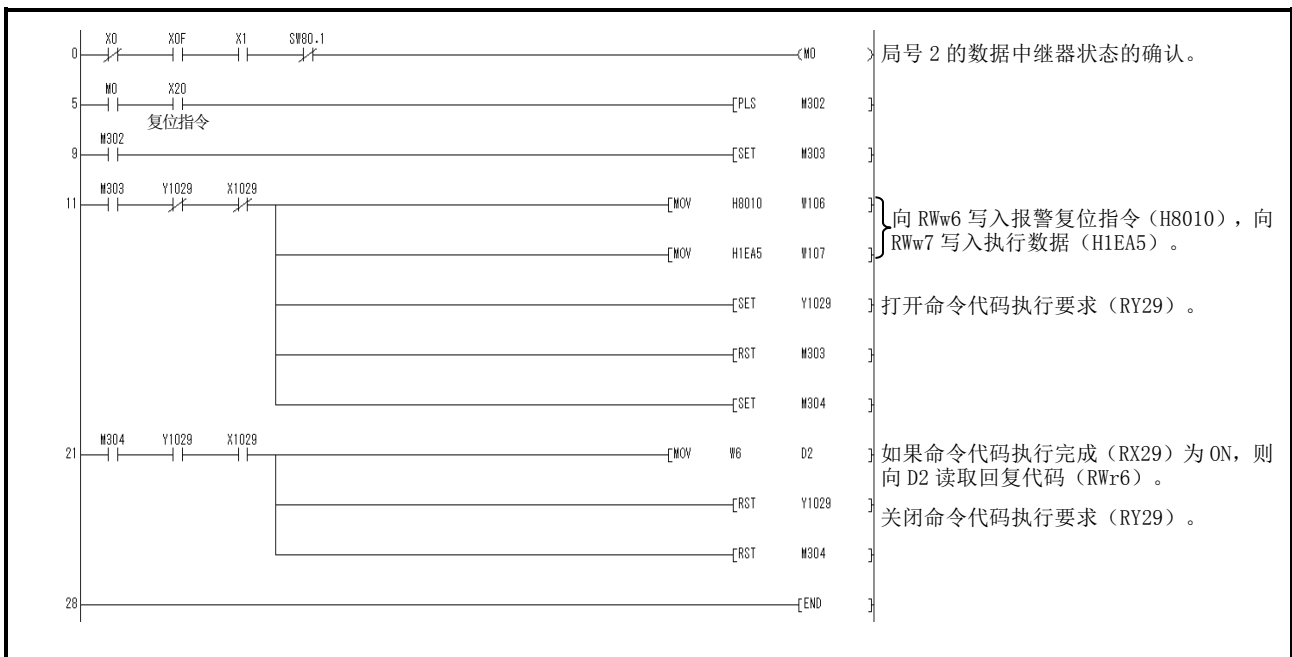 X0 X0F X1 SW80.1
0 (M0 ) 局号 2 的数据中继器状态的确认。
M0 X20
5 [PLS M302 ]
复位指令
M302
9 [SET M303 ]
M303 Y1029 X1029
11 [MOV H8010 W106 ]
向 RWw6 写入报警复位指令（H8010），向
RWw7 写入执行数据（H1EA5）。
[MOV H1EA5 W107 ]
[SET Y1029 ] 打开命令代码执行要求（RY29）。
[RST M303 ]
[SET M304 ]
M304 Y1029 X1029
21 [MOV W6 D2 ] 如果命令代码执行完成（RX29）为 ON，则
向 D2 读取回复代码（RWr6）。
[RST Y1029 ] 关闭命令代码执行要求（RY29）。
[RST M304 ]
28 [END ]